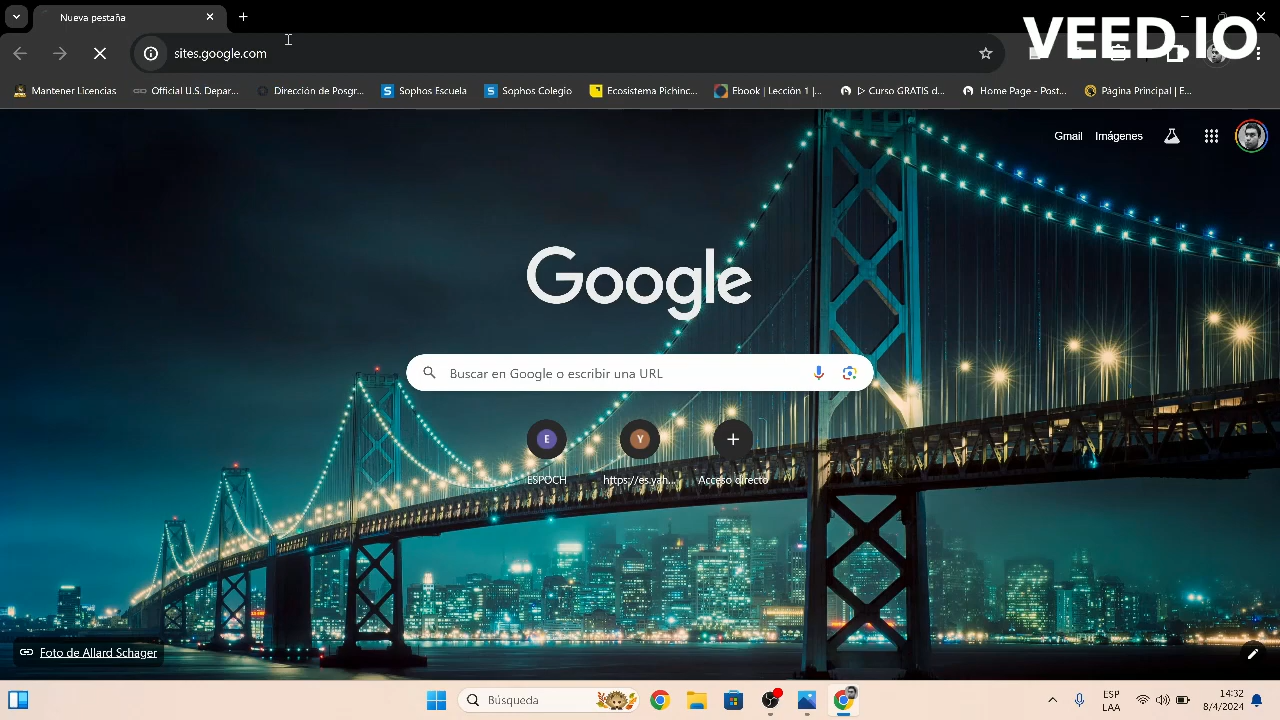 Nueva pestaña
VEED.IO
sites.google.com
Mantener Licencias
Official U.S. Depar...
Dirección de Posgr...
Sophos Escuela
Sophos Colegio
Ecosistema Pichinc...
Ebook | Lección 1 |...
▷ Curso GRATIS d...
Home Page - Post...
Página Principal | E...
Gmail
Imágenes
Google
Buscar en Google o escribir una URL
E
Y
ESPOCH
https://es.yah...
Acceso directo
Foto de Allard Schager
Búsqueda
ESP
LAA
14:32
8/4/2024